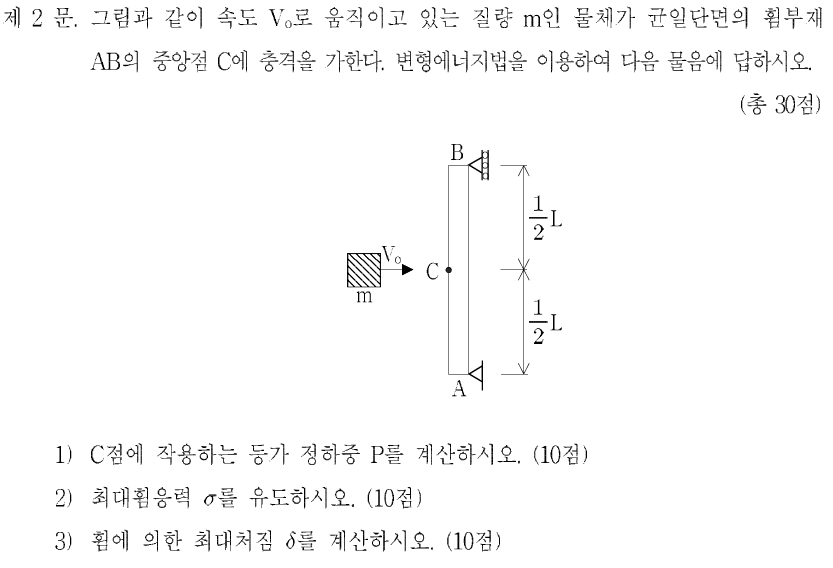 제 2 문. 그림과 같이 속도 V₀로 움직이고 있는 질량 m인 물체가 균일단면의 휨부재
AB의 중앙점 C에 충격을 가한다. 변형에너지법을 이용하여 다음 물음에 답하시오.
(총 30점)
B
1/2 L
V₀
C
m
1/2 L
A
1) C점에 작용하는 등가 정하중 P를 계산하시오. (10점)
2) 최대휨응력 σ를 유도하시오. (10점)
3) 휨에 의한 최대처짐 δ를 계산하시오. (10점)